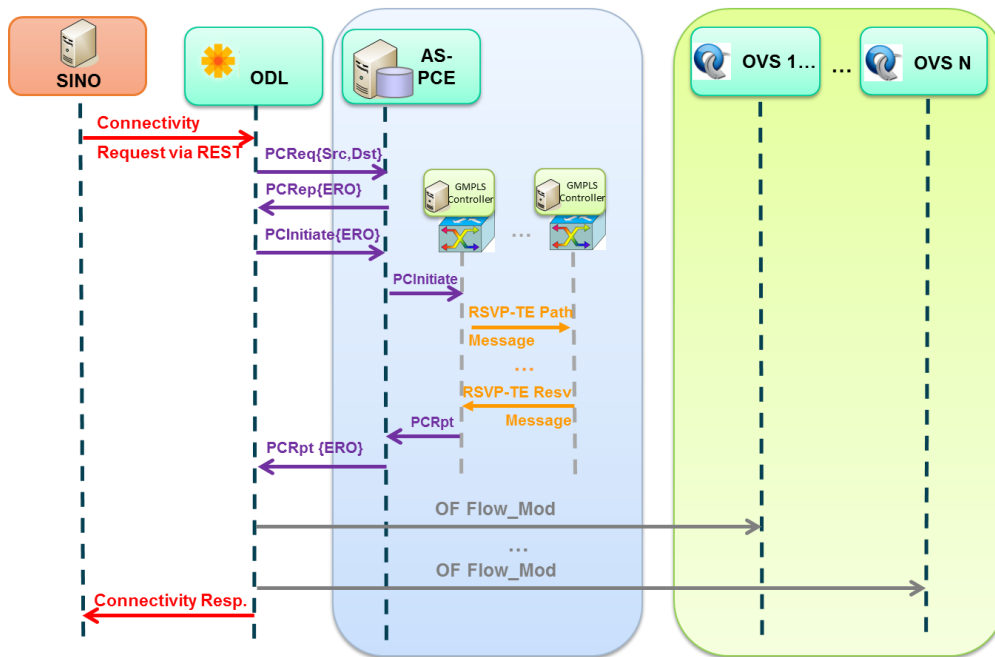 SINO
ODL
AS-
PCE
OVS 1...
...
OVS N
Connectivity
Request via REST
PCReq{Src,Dst}
PCRep{ERO}
GMPLS
Controller
GMPLS
Controller
...
PCInitiate{ERO}
PCInitiate
RSVP-TE Path
Message
...
RSVP-TE Resv
Message
PCRpt
PCRpt {ERO}
OF Flow_Mod
...
OF Flow_Mod
Connectivity Resp.